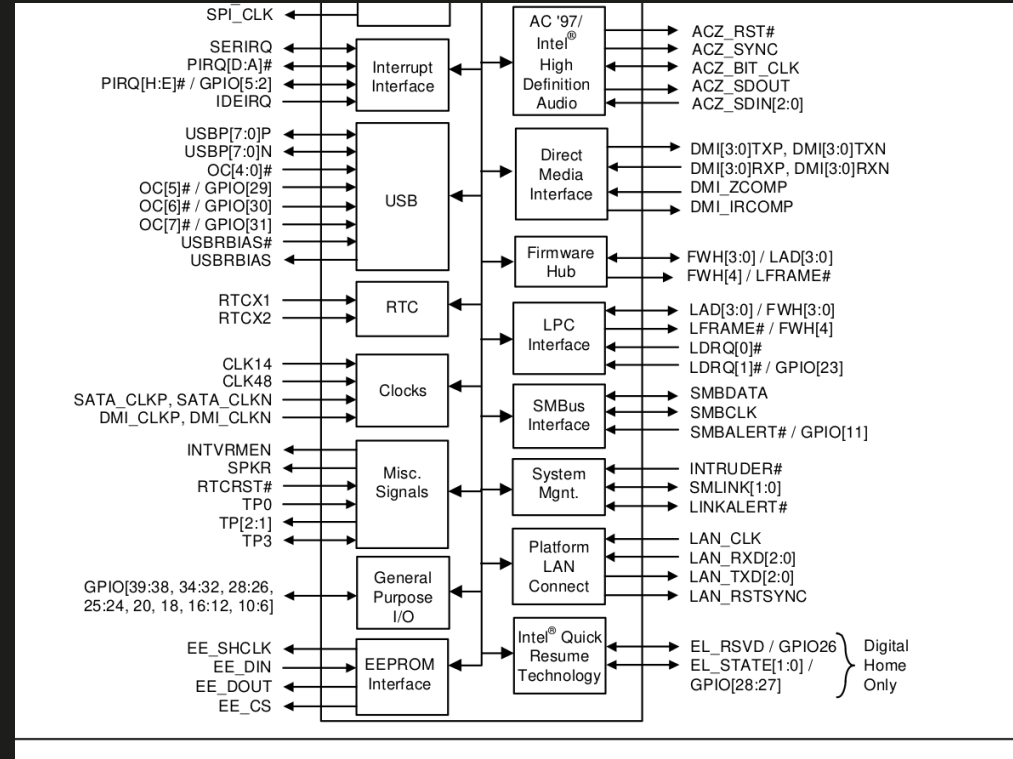 SPI_CLK
SERIRQ
PIRQ[D:A]#
PIRQ[H:E]# / GPIO[5:2]
IDEIRQ
Interrupt
Interface
USBP[7:0]P
USBP[7:0]N
OC[4:0]#
OC[5]# / GPIO[29]
OC[6]# / GPIO[30]
OC[7]# / GPIO[31]
USBRBIAS#
USBRBIAS
USB
RTCX1
RTCX2
RTC
CLK14
CLK48
SATA_CLKP, SATA_CLKN
DMI_CLKP, DMI_CLKN
Clocks
INTVRMEN
SPKR
RTCRST#
TP0
TP[2:1]
TP3
Misc.
Signals
GPIO[39:38, 34:32, 28:26,
25:24, 20, 18, 16:12, 10:6]
General
Purpose
I/O
EE_SHCLK
EE_DIN
EE_DOUT
EE_CS
EEPROM
Interface
AC '97/
Intel®
High
Definition
Audio
ACZ_RST#
ACZ_SYNC
ACZ_BIT_CLK
ACZ_SDOUT
ACZ_SDIN[2:0]
Direct
Media
Interface
DMI[3:0]TXP, DMI[3:0]TXN
DMI[3:0]RXP, DMI[3:0]RXN
DMI_ZCOMP
DMI_IRCOMP
Firmware
Hub
FWH[3:0] / LAD[3:0]
FWH[4] / LFRAME#
LPC
Interface
LAD[3:0] / FWH[3:0]
LFRAME# / FWH[4]
LDRQ[0]#
LDRQ[1]# / GPIO[23]
SMBus
Interface
SMBDATA
SMBCLK
SMBALERT# / GPIO[11]
System
Mgnt.
INTRUDER#
SMLINK[1:0]
LINKALERT#
Platform
LAN
Connect
LAN_CLK
LAN_RXD[2:0]
LAN_TXD[2:0]
LAN_RSTSYNC
Intel® Quick
Resume
Technology
EL_RSVD / GPIO26
EL_STATE[1:0] /
GPIO[28:27]
Digital
Home
Only